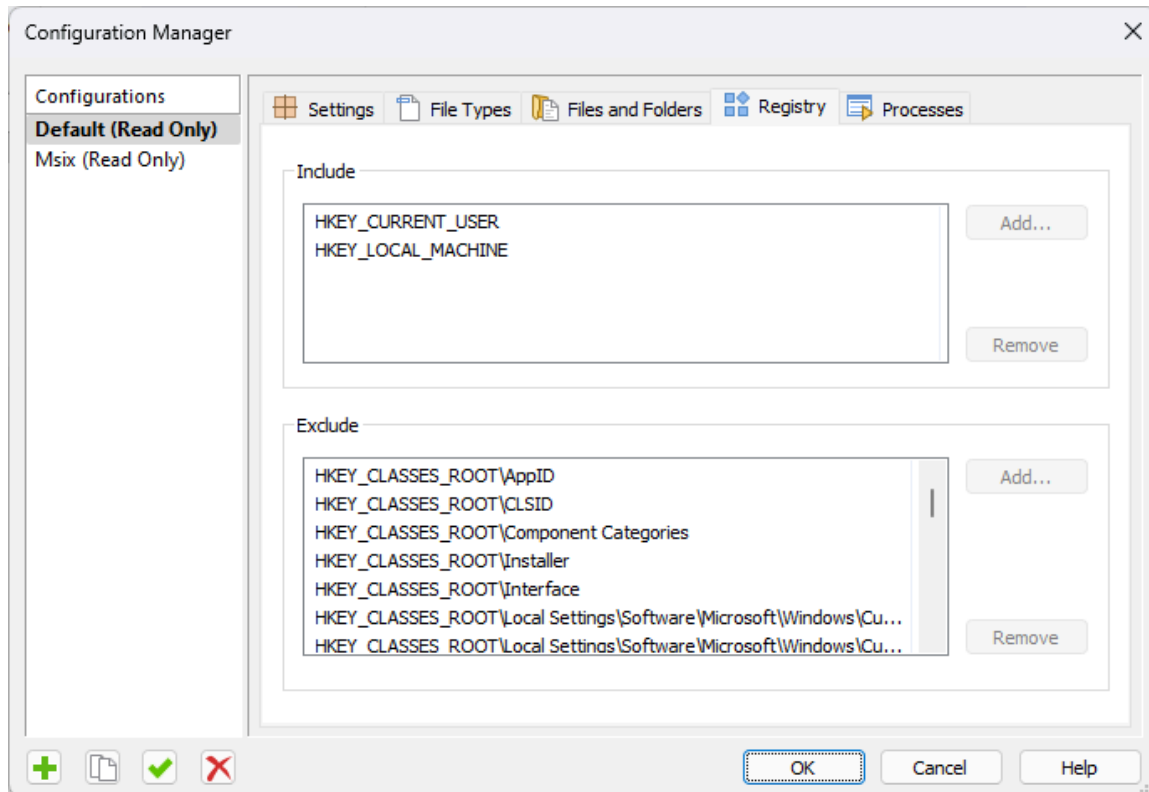 Configuration Manager
Configurations
Default (Read Only)
Msix (Read Only)
Settings File Types Files and Folders Registry Processes
Include
HKEY_CURRENT_USER
HKEY_LOCAL_MACHINE
Add...
Remove
Exclude
HKEY_CLASSES_ROOT\AppID
HKEY_CLASSES_ROOT\CLSID
HKEY_CLASSES_ROOT\Component Categories
HKEY_CLASSES_ROOT\Installer
HKEY_CLASSES_ROOT\Interface
HKEY_CLASSES_ROOT\Local Settings\Software\Microsoft\Windows\Cu...
HKEY_CLASSES_ROOT\Local Settings\Software\Microsoft\Windows\Cu...
Add...
Remove
OK Cancel Help